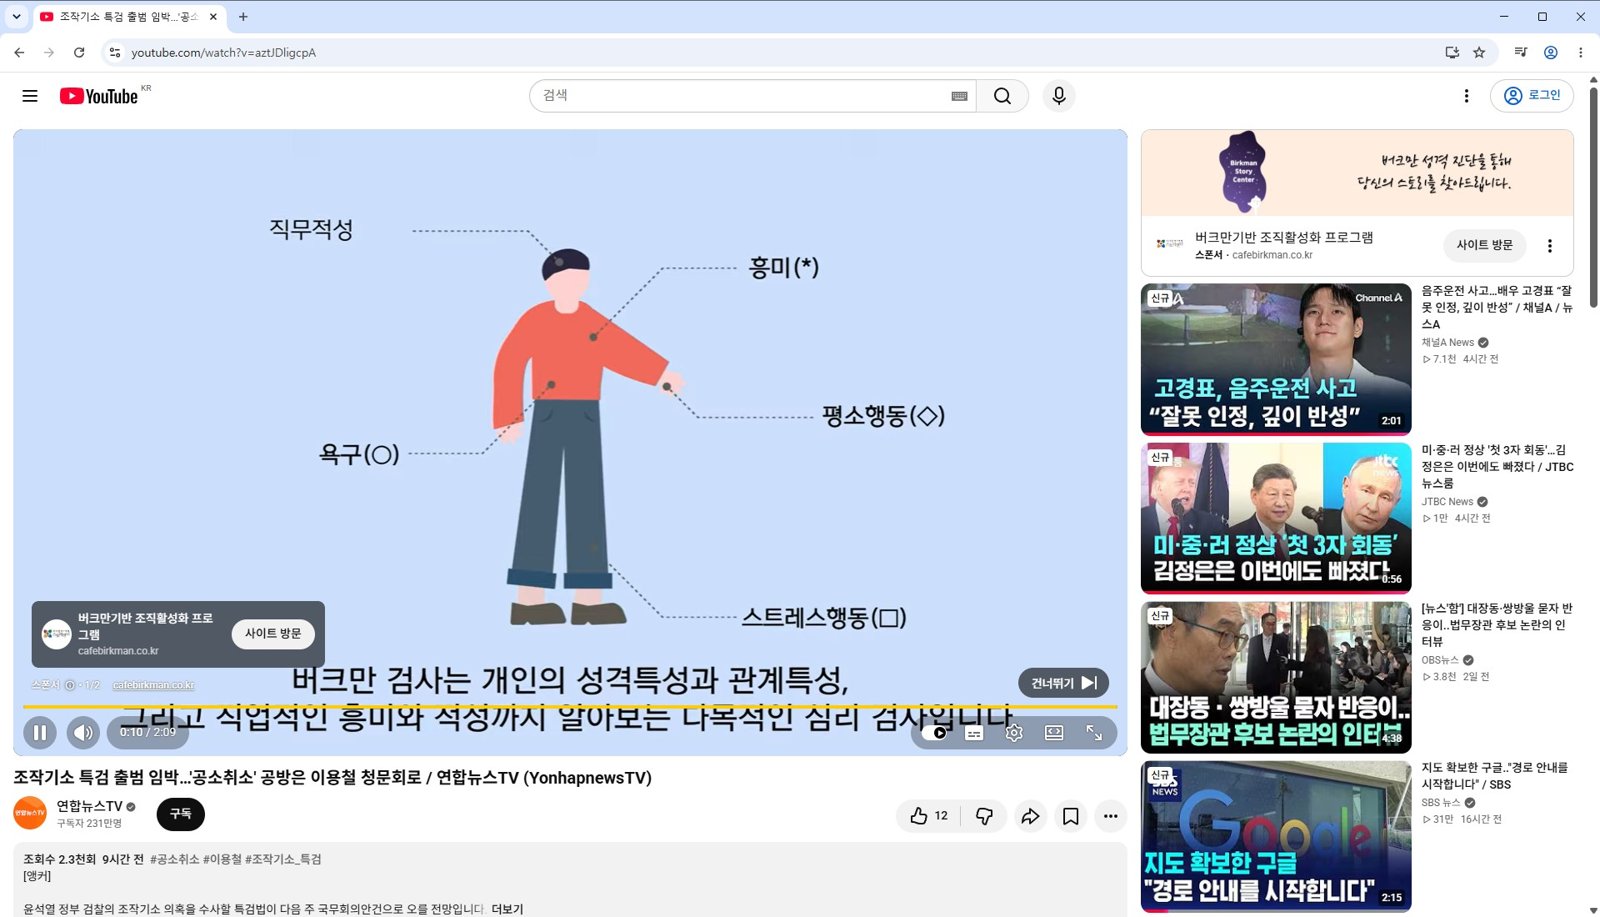 조작기소 특검 출범 임박...'공소
youtube.com/watch?v=aztJDligcpA
YouTube KR
검색
로그인
직무적성
흥미(*)
평소행동(◇)
욕구(○)
스트레스행동(□)
버크만기반 조직활성화 프로
그램
cafebirkman.co.kr
사이트 방문
스폰서 · 1/2 cafebirkman.co.kr
버크만 검사는 개인의 성격특성과 관계특성,
건너뛰기
그리고 직업적인 흥미와 적성까지 알아보는 다목적인 심리 검사입니다
0:10 / 2:09
조작기소 특검 출범 임박...'공소취소' 공방은 이용철 청문회로 / 연합뉴스TV (YonhapnewsTV)
연합뉴스TV
연합뉴스TV
구독자 231만명
구독
12
조회수 2.3천회 9시간 전 #공소취소 #이용철 #조작기소_특검
[앵커]
윤석열 정부 검찰의 조작기소 의혹을 수사할 특검법이 다음 주 국무회의안건으로 오를 전망입니다. 더보기
Birkman
Story
Center
버크만 성격 진단을 통해
당신의 스토리를 찾아드립니다.
버크만기반 조직활성화 프로그램
스폰서 · cafebirkman.co.kr
사이트 방문
신규
Channel A
고경표, 음주운전 사고
“잘못 인정, 깊이 반성”
2:01
음주운전 사고...배우 고경표 “잘
못 인정, 깊이 반성” / 채널A / 뉴
스A
채널A News
7.1천 4시간 전
신규
jtbc
news
미·중·러 정상 '첫 3자 회동'
김정은은 이번에도 빠졌다
0:56
미·중·러 정상 '첫 3자 회동'...김
정은은 이번에도 빠졌다 / JTBC
뉴스룸
JTBC News
1만 4시간 전
신규
대장동·쌍방울 묻자 반응이..
법무장관 후보 논란의 인터뷰
4:38
[뉴스'합'] 대장동·쌍방울 묻자 반
응이..법무장관 후보 논란의 인
터뷰
OBS뉴스
3.8천 2일 전
신규
SBS
NEWS
Google
지도 확보한 구글
"경로 안내를 시작합니다"
2:15
지도 확보한 구글.."경로 안내를
시작합니다" / SBS
SBS 뉴스
31만 16시간 전